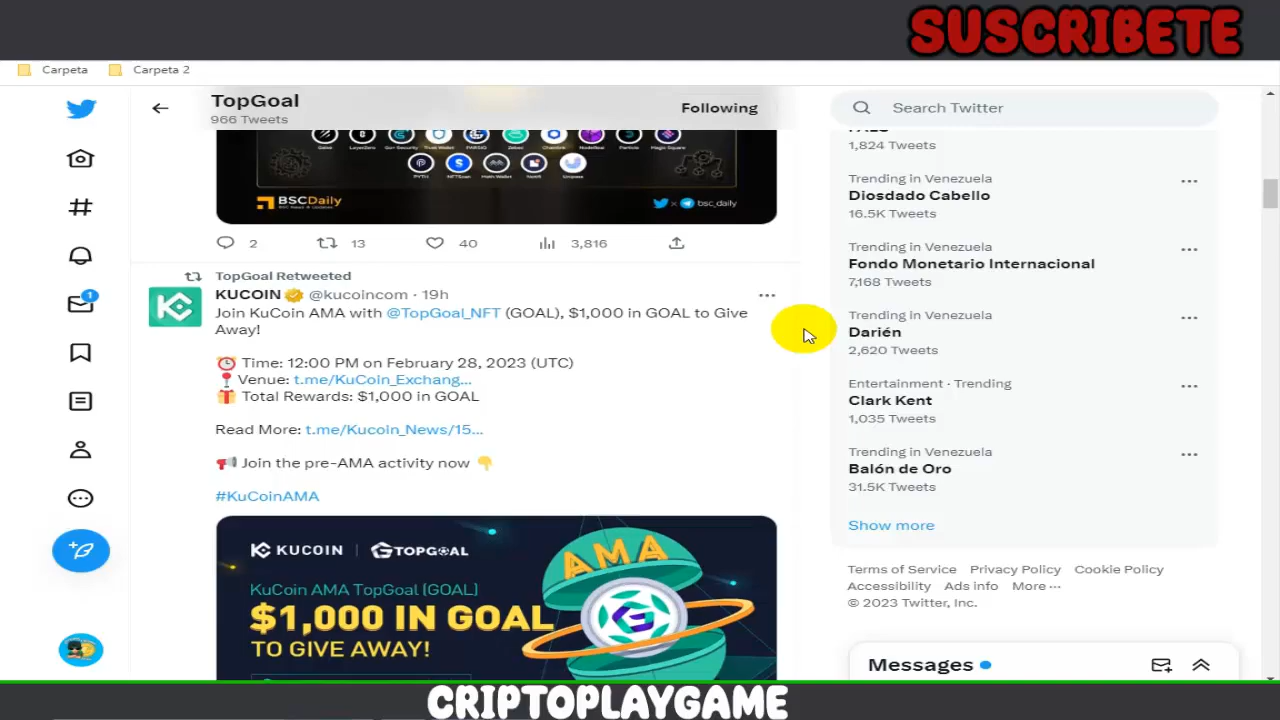 SUSCRIBETE
Carpeta
Carpeta 2
TopGoal
966 Tweets
Following
Search Twitter
BSCDaily
bsc_daily
2
13
40
3,816
TopGoal Retweeted
KUCOIN @kucoincom · 19h
Join KuCoin AMA with @TopGoal_NFT (GOAL), $1,000 in GOAL to Give
Away!
Time: 12:00 PM on February 28, 2023 (UTC)
Venue: t.me/KuCoin_Exchang...
Total Rewards: $1,000 in GOAL
Read More: t.me/Kucoin_News/15...
Join the pre-AMA activity now
#KuCoinAMA
KUCOIN | TOPGOAL
KuCoin AMA TopGoal (GOAL)
$1,000 IN GOAL
TO GIVE AWAY!
AMA
1,824 Tweets
Trending in Venezuela
Diosdado Cabello
16.5K Tweets
Trending in Venezuela
Fondo Monetario Internacional
7,168 Tweets
Trending in Venezuela
Darién
2,620 Tweets
Entertainment · Trending
Clark Kent
1,035 Tweets
Trending in Venezuela
Balón de Oro
31.5K Tweets
Show more
Terms of Service Privacy Policy Cookie Policy
Accessibility Ads info More ···
© 2023 Twitter, Inc.
1
Messages
CRIPTOPLAYGAME